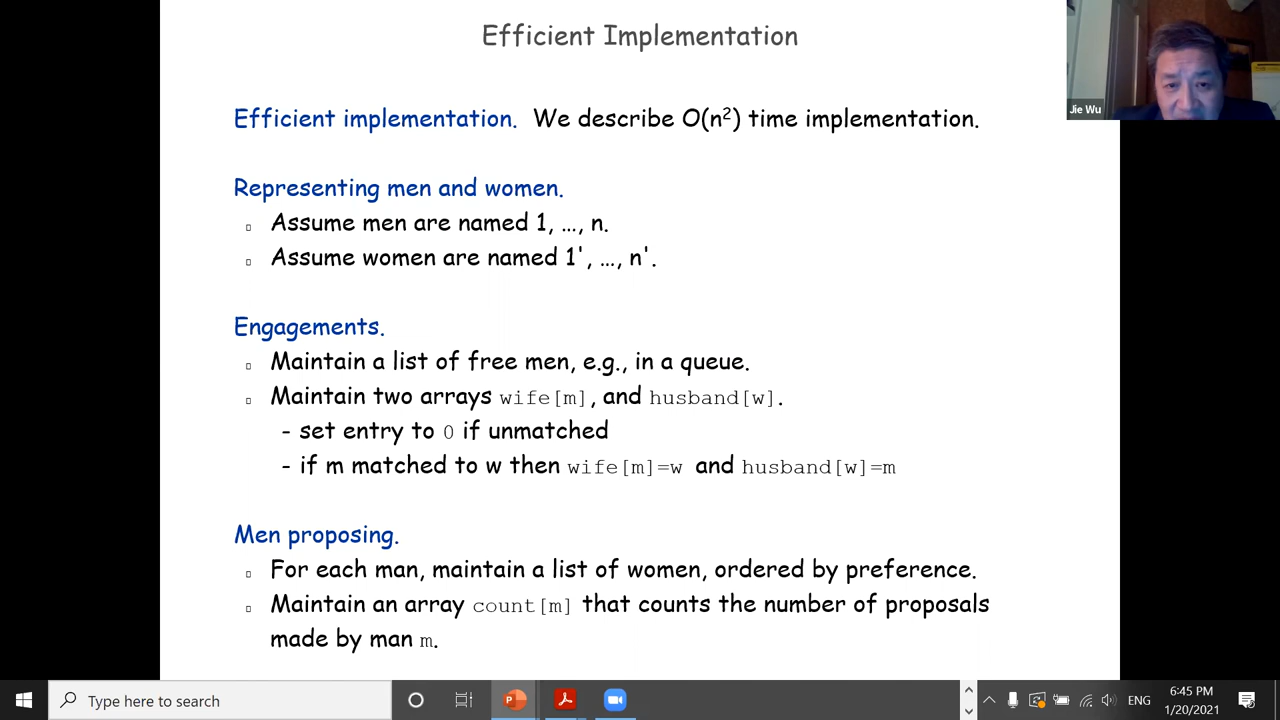 Efficient Implementation
Jie Wu
Efficient implementation. We describe O(n²) time implementation.
Representing men and women.
Assume men are named 1, …, n.
Assume women are named 1', …, n'.
Engagements.
Maintain a list of free men, e.g., in a queue.
Maintain two arrays wife[m], and husband[w].
- set entry to 0 if unmatched
- if m matched to w then wife[m]=w and husband[w]=m
Men proposing.
For each man, maintain a list of women, ordered by preference.
Maintain an array count[m] that counts the number of proposals
made by man m.
Type here to search
ENG
6:45 PM
1/20/2021